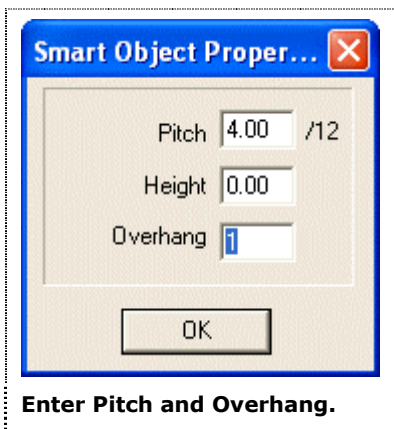 Smart Object Proper...
Pitch 4.00 /12
Height 0.00
Overhang 1
OK
Enter Pitch and Overhang.